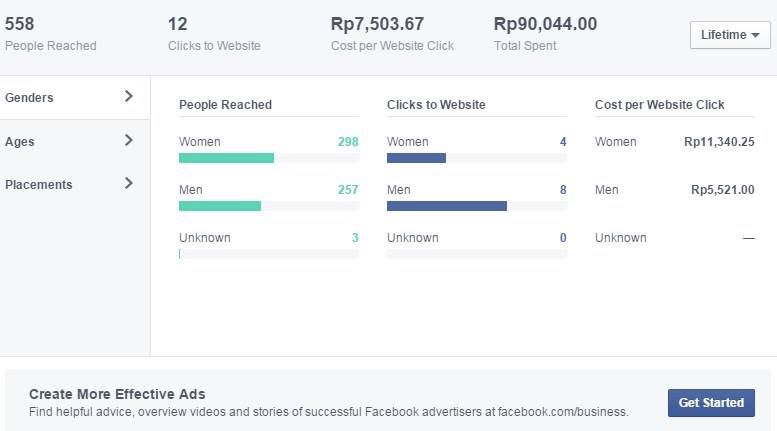 558 12 Rp7,503.67 Rp90,044.00
People Reached Clicks to Website Cost per Website Click Total Spent
Lifetime
Genders
Ages
Placements
People Reached Clicks to Website Cost per Website Click
Women 298 Women 4 Women Rp11,340.25
Men 257 Men 8 Men Rp5,521.00
Unknown 3 Unknown 0 Unknown —
Create More Effective Ads
Find helpful advice, overview videos and stories of successful Facebook advertisers at facebook.com/business.
Get Started